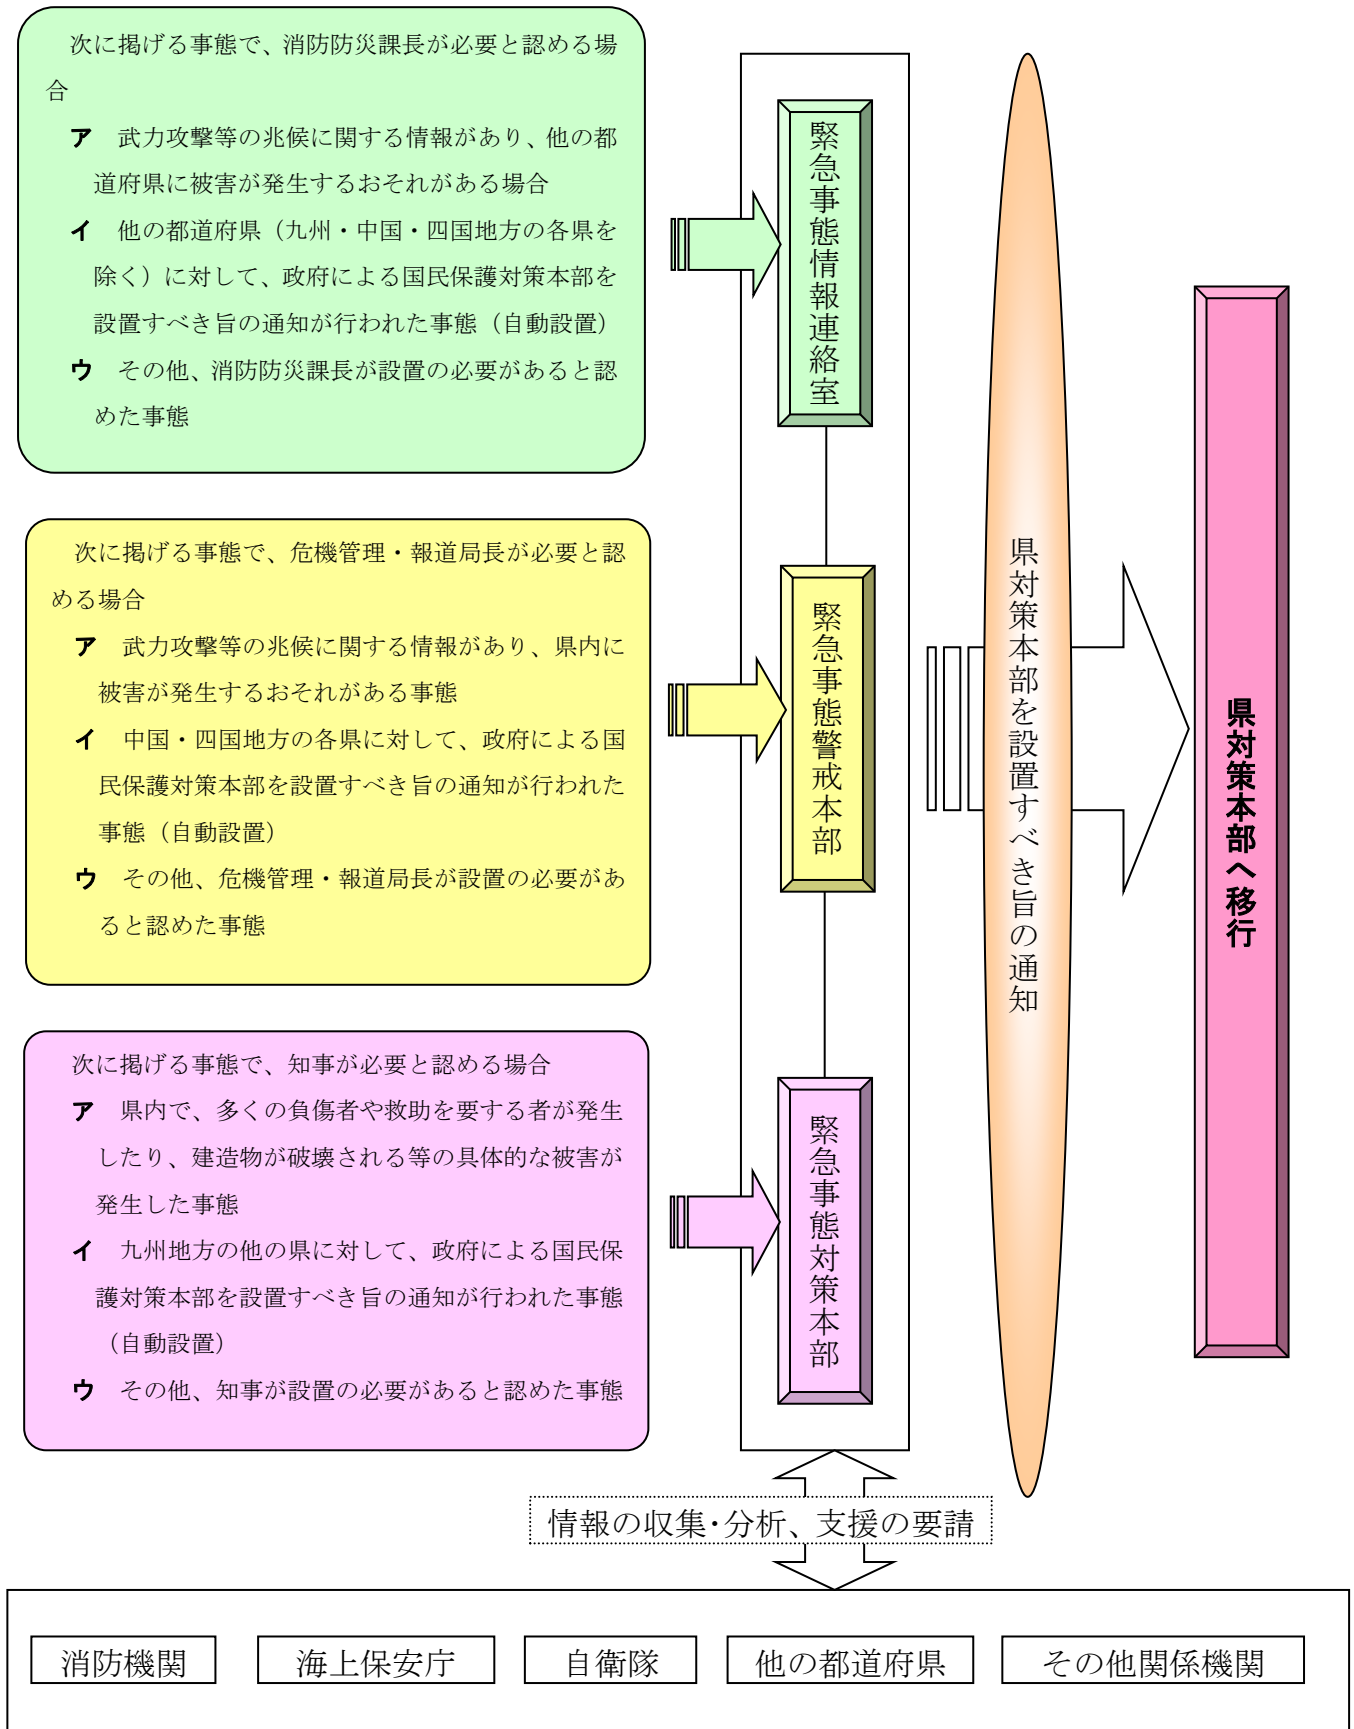 次に掲げる事態で、消防防災課長が必要と認める場
合
ア　武力攻撃等の兆候に関する情報があり、他の都
道府県に被害が発生するおそれがある場合
イ　他の都道府県（九州・中国・四国地方の各県を
除く）に対して、政府による国民保護対策本部を
設置すべき旨の通知が行われた事態（自動設置）
ウ　その他、消防防災課長が設置の必要があると認
めた事態
緊急事態情報連絡室
次に掲げる事態で、危機管理・報道局長が必要と認
める場合
ア　武力攻撃等の兆候に関する情報があり、県内に
被害が発生するおそれがある事態
イ　中国・四国地方の各県に対して、政府による国
民保護対策本部を設置すべき旨の通知が行われた
事態（自動設置）
ウ　その他、危機管理・報道局長が設置の必要があ
ると認めた事態
緊急事態警戒本部
次に掲げる事態で、知事が必要と認める場合
ア　県内で、多くの負傷者や救助を要する者が発生
したり、建造物が破壊される等の具体的な被害が
発生した事態
イ　九州地方の他の県に対して、政府による国民保
護対策本部を設置すべき旨の通知が行われた事態
（自動設置）
ウ　その他、知事が設置の必要があると認めた事態
緊急事態対策本部
県対策本部を設置すべき旨の通知
県対策本部へ移行
情報の収集・分析、支援の要請
消防機関
海上保安庁
自衛隊
他の都道府県
その他関係機関